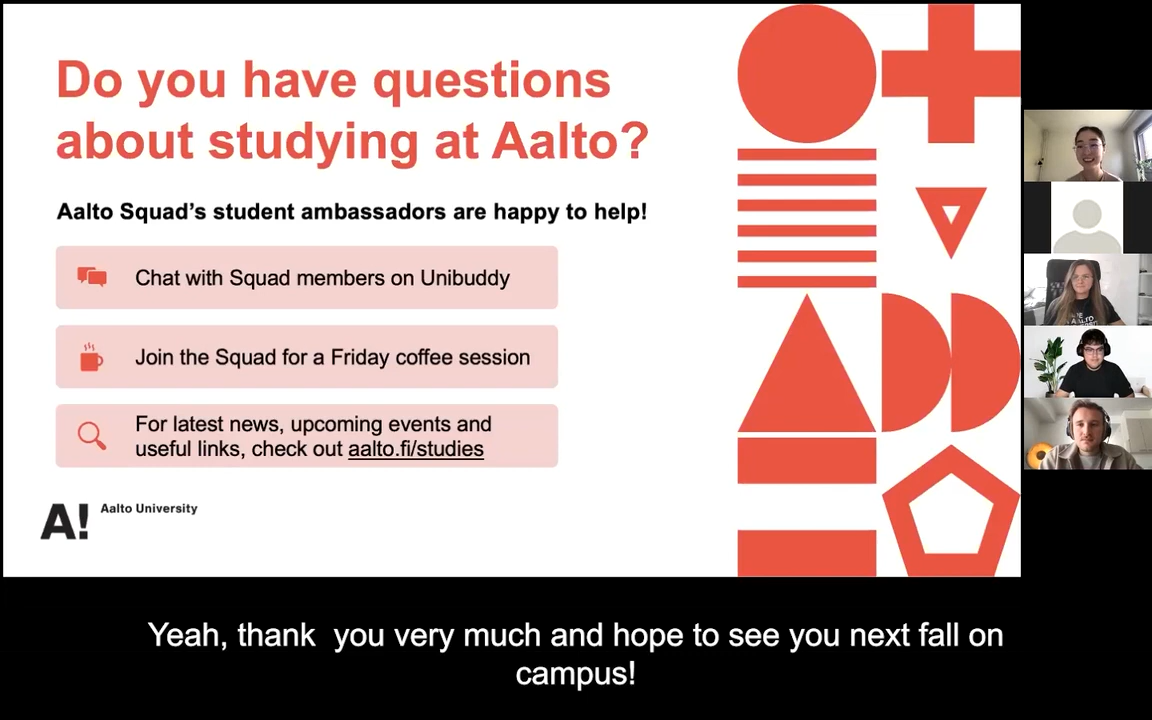 Do you have questions
about studying at Aalto?
Aalto Squad's student ambassadors are happy to help!
Chat with Squad members on Unibuddy
Join the Squad for a Friday coffee session
For latest news, upcoming events and
useful links, check out aalto.fi/studies
A! Aalto University
Yeah, thank you very much and hope to see you next fall on
campus!